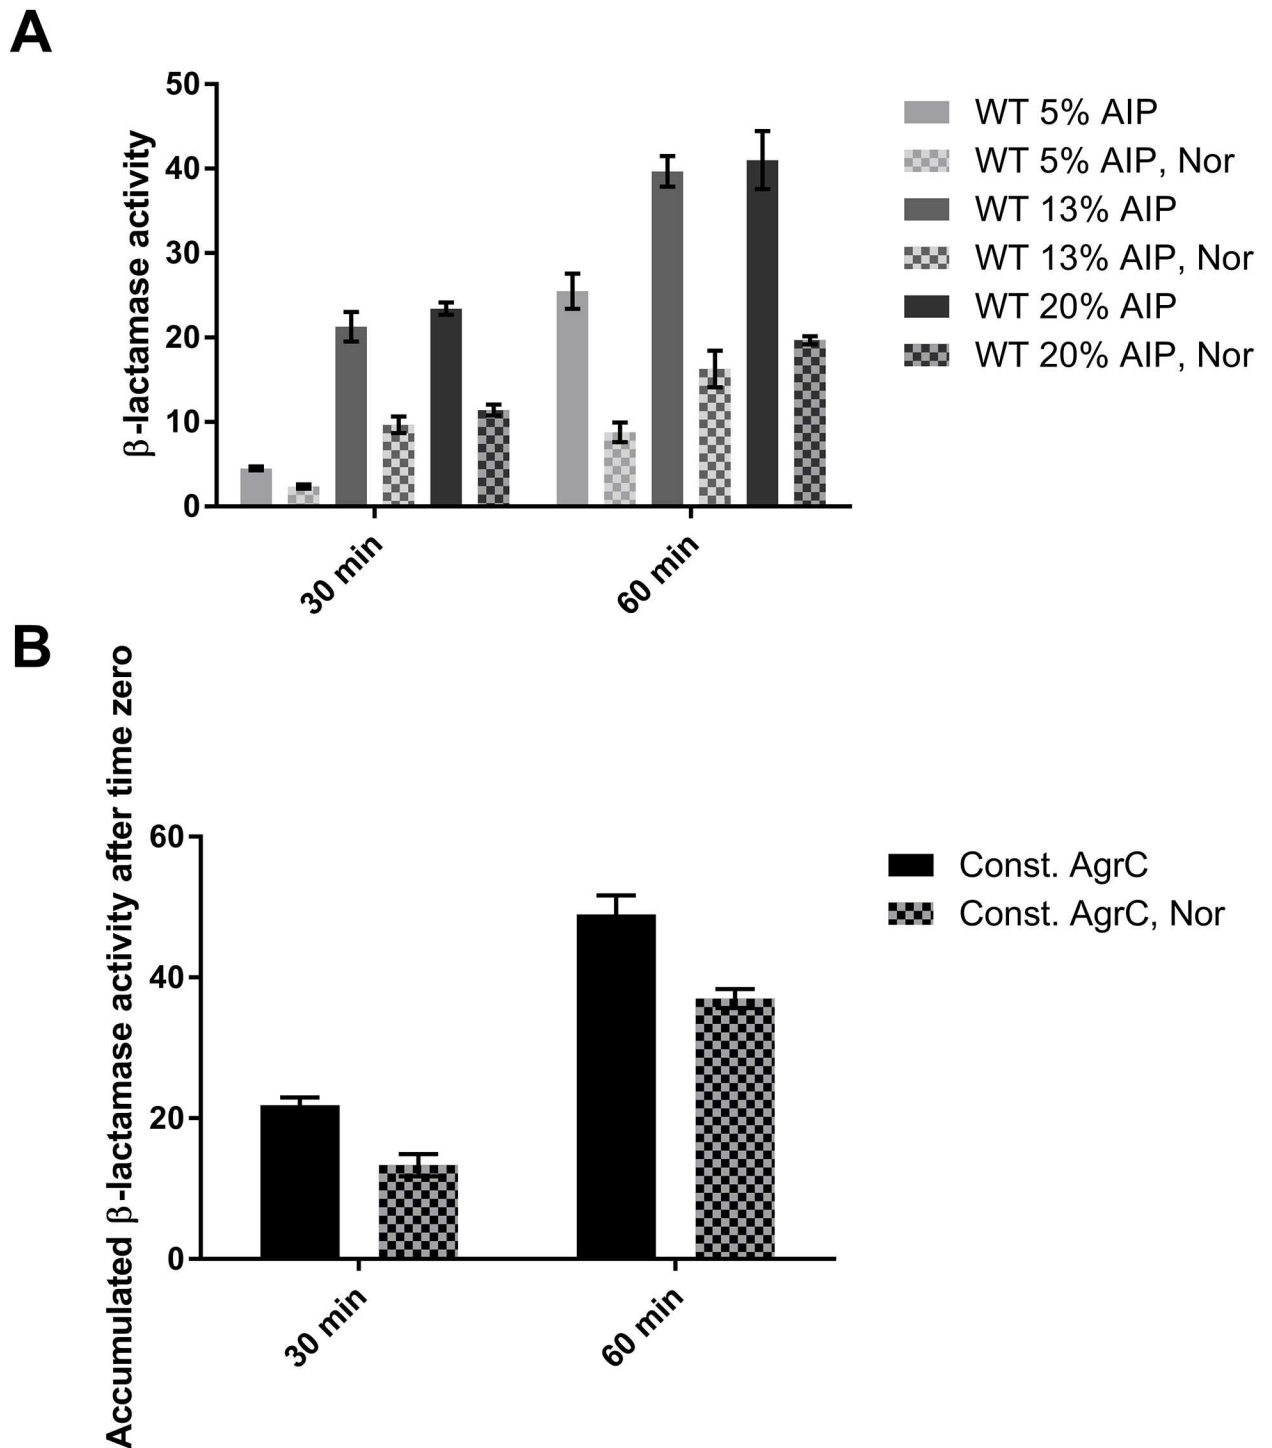 A
β-lactamase activity
50
40
30
20
10
0
30 min
60 min
WT 5% AIP
WT 5% AIP, Nor
WT 13% AIP
WT 13% AIP, Nor
WT 20% AIP
WT 20% AIP, Nor
B
Accumulated β-lactamase activity after time zero
60
40
20
0
30 min
60 min
Const. AgrC
Const. AgrC, Nor